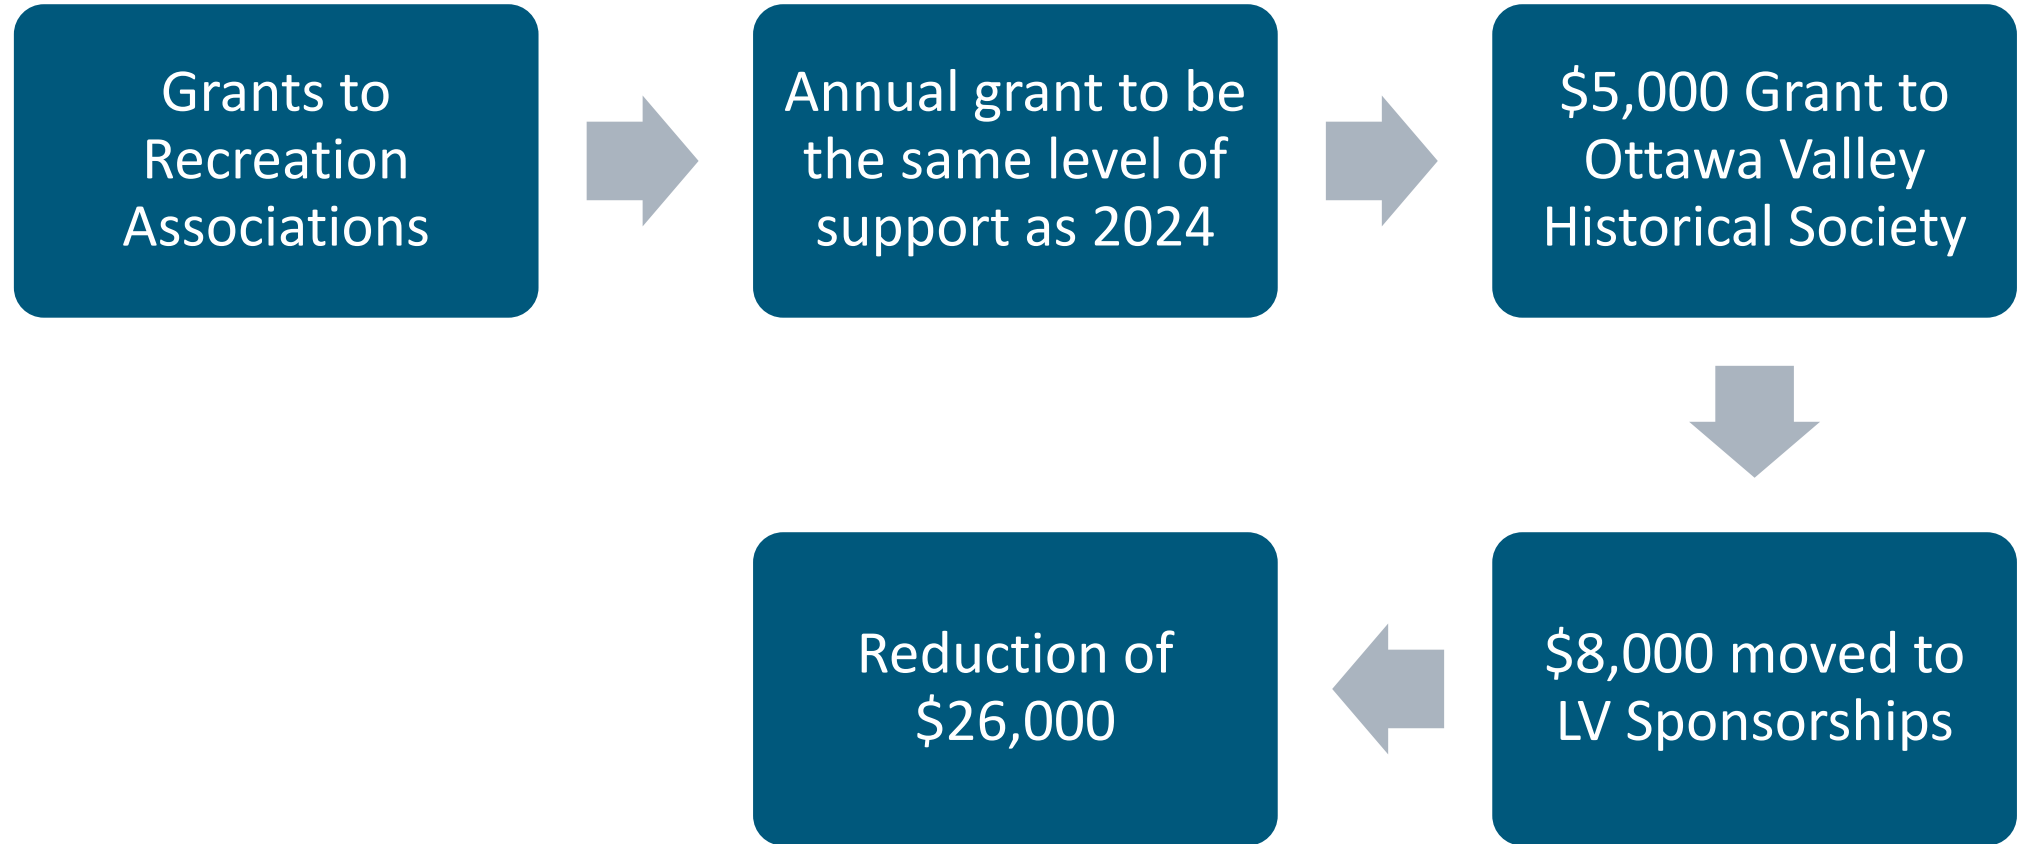 Grants to
Recreation
Associations
Annual grant to be
the same level of
support as 2024
$5,000 Grant to
Ottawa Valley
Historical Society
$8,000 moved to
LV Sponsorships
Reduction of
$26,000